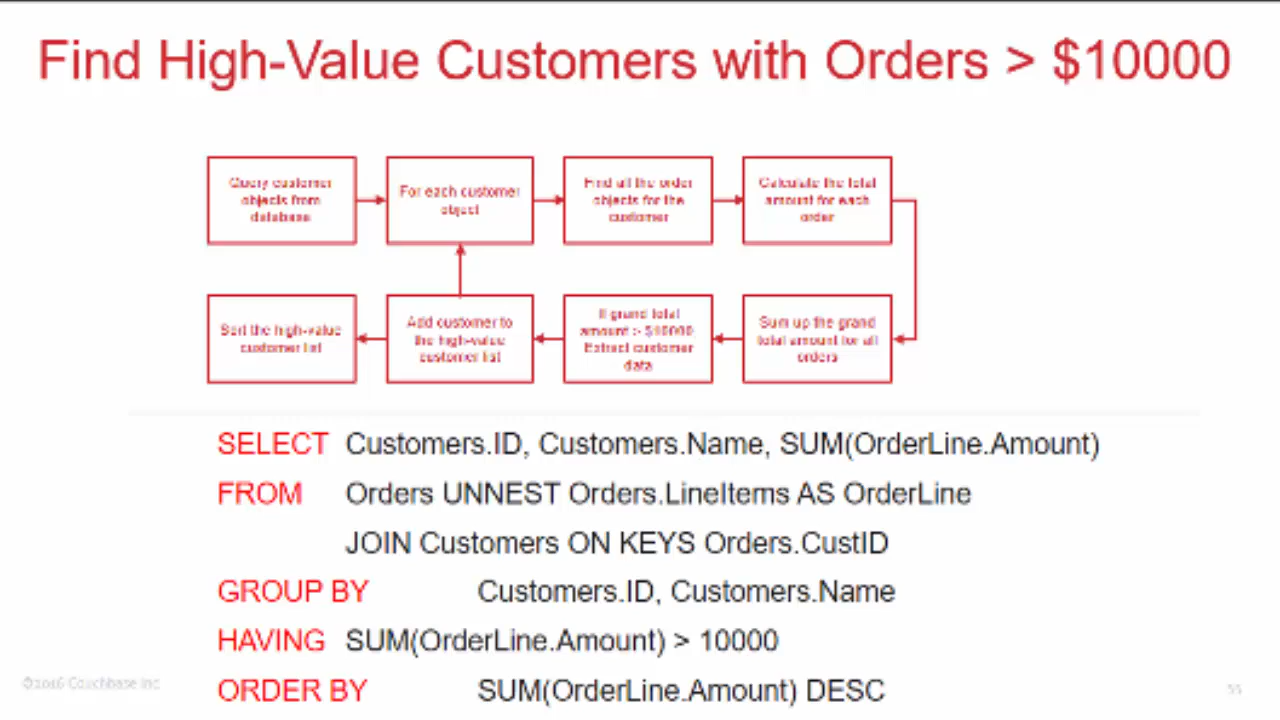 Find High-Value Customers with Orders > $10000
Query customer
objects from
database
For each customer
object
Find all the order
objects for the
customer
Calculate the total
amount for each
order
Sort the high-value
customer list
Add customer to
the high-value
customer list
If grand total
amount > $10000
Extract customer
data
Sum up the grand
total amount for all
orders
SELECT Customers.ID, Customers.Name, SUM(OrderLine.Amount)
FROM Orders UNNEST Orders.LineItems AS OrderLine
JOIN Customers ON KEYS Orders.CustID
GROUP BY Customers.ID, Customers.Name
HAVING SUM(OrderLine.Amount) > 10000
ORDER BY SUM(OrderLine.Amount) DESC
©2016 Couchbase Inc.